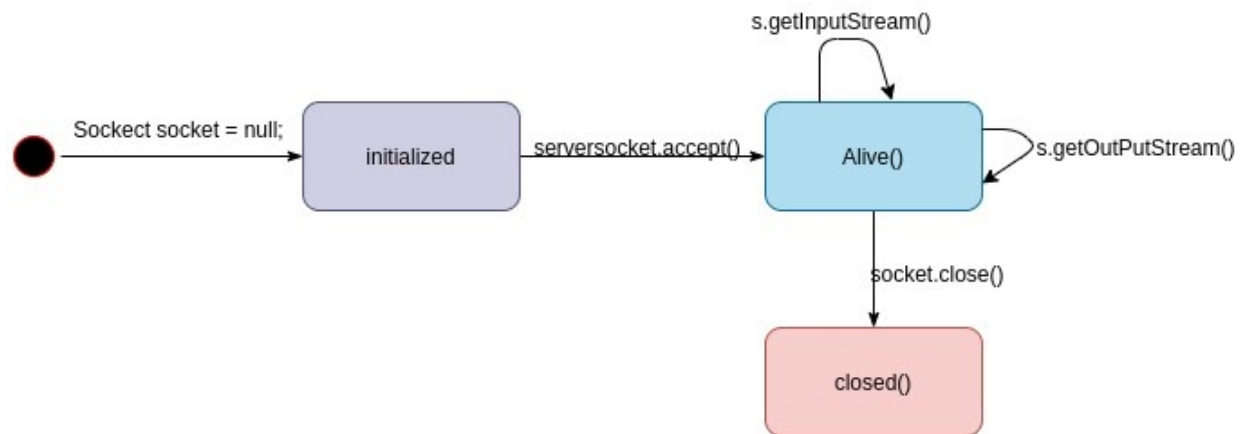 s.getInputStream()
Sockect socket = null;
initialized
serversocket.accept()
Alive()
s.getOutPutStream()
socket.close()
closed()